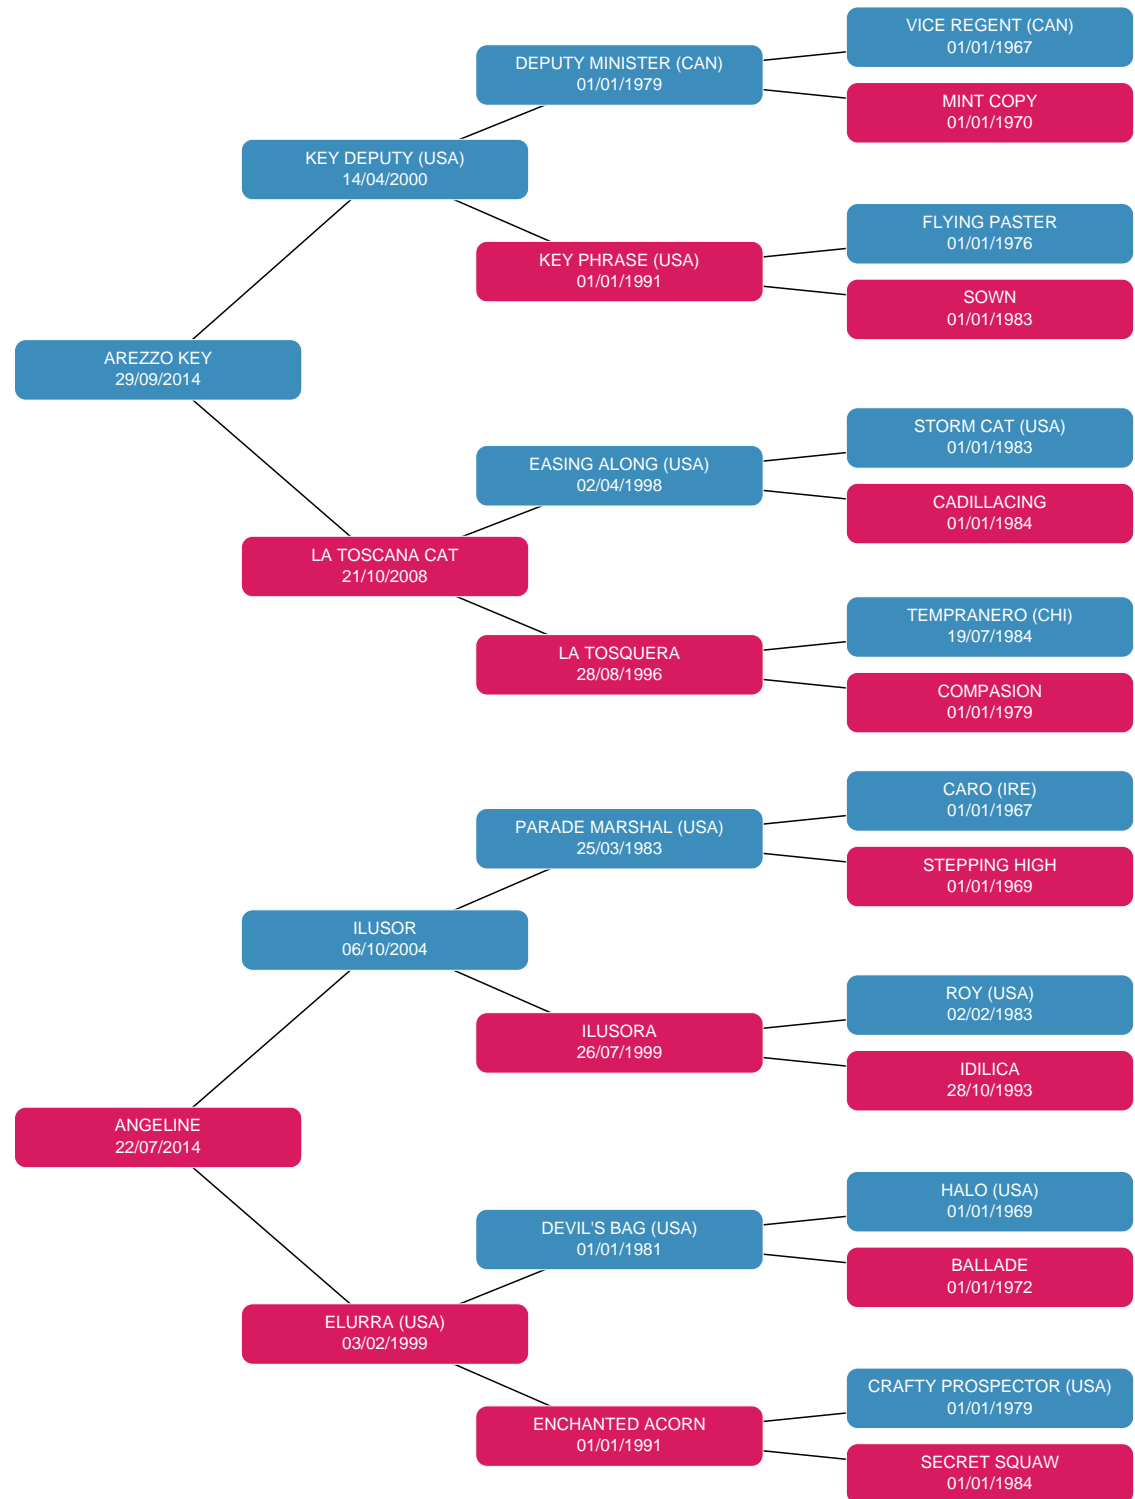 VICE REGENT (CAN)
01/01/1967
DEPUTY MINISTER (CAN)
01/01/1979
MINT COPY
01/01/1970
KEY DEPUTY (USA)
14/04/2000
FLYING PASTER
01/01/1976
KEY PHRASE (USA)
01/01/1991
SOWN
01/01/1983
AREZZO KEY
29/09/2014
STORM CAT (USA)
01/01/1983
EASING ALONG (USA)
02/04/1998
CADILLACING
01/01/1984
LA TOSCANA CAT
21/10/2008
TEMPRANERO (CHI)
19/07/1984
LA TOSQUERA
28/08/1996
COMPASION
01/01/1979
CARO (IRE)
01/01/1967
PARADE MARSHAL (USA)
25/03/1983
STEPPING HIGH
01/01/1969
ILUSOR
06/10/2004
ROY (USA)
02/02/1983
ILUSORA
26/07/1999
IDILICA
28/10/1993
ANGELINE
22/07/2014
HALO (USA)
01/01/1969
DEVIL'S BAG (USA)
01/01/1981
BALLADE
01/01/1972
ELURRA (USA)
03/02/1999
CRAFTY PROSPECTOR (USA)
01/01/1979
ENCHANTED ACORN
01/01/1991
SECRET SQUAW
01/01/1984